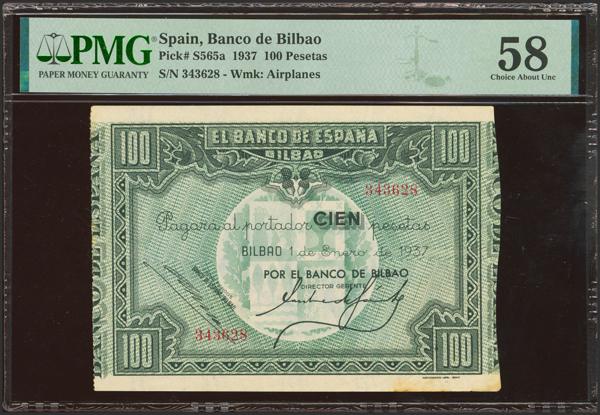 PMG®
PAPER MONEY GUARANTY
Spain, Banco de Bilbao
Pick# S565a 1937 100 Pesetas
S/N 343628 - Wmk: Airplanes
58
Choice About Unc
100
EL BANCO DE ESPAÑA
BILBAO
100
343628
Pagará al portador CIEN pesetas
BILBAO 1 de Enero de 1937
POR EL BANCO DE BILBAO
DIRECTOR GERENTE
343628
100
100